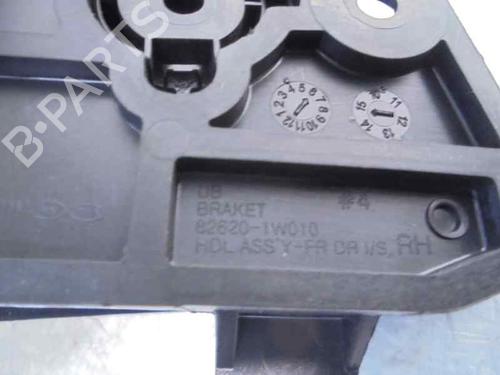 B-PARTS
UB
BRAKET
#4
82620-1W010
HDL ASS'Y-FR DR I/S, RH